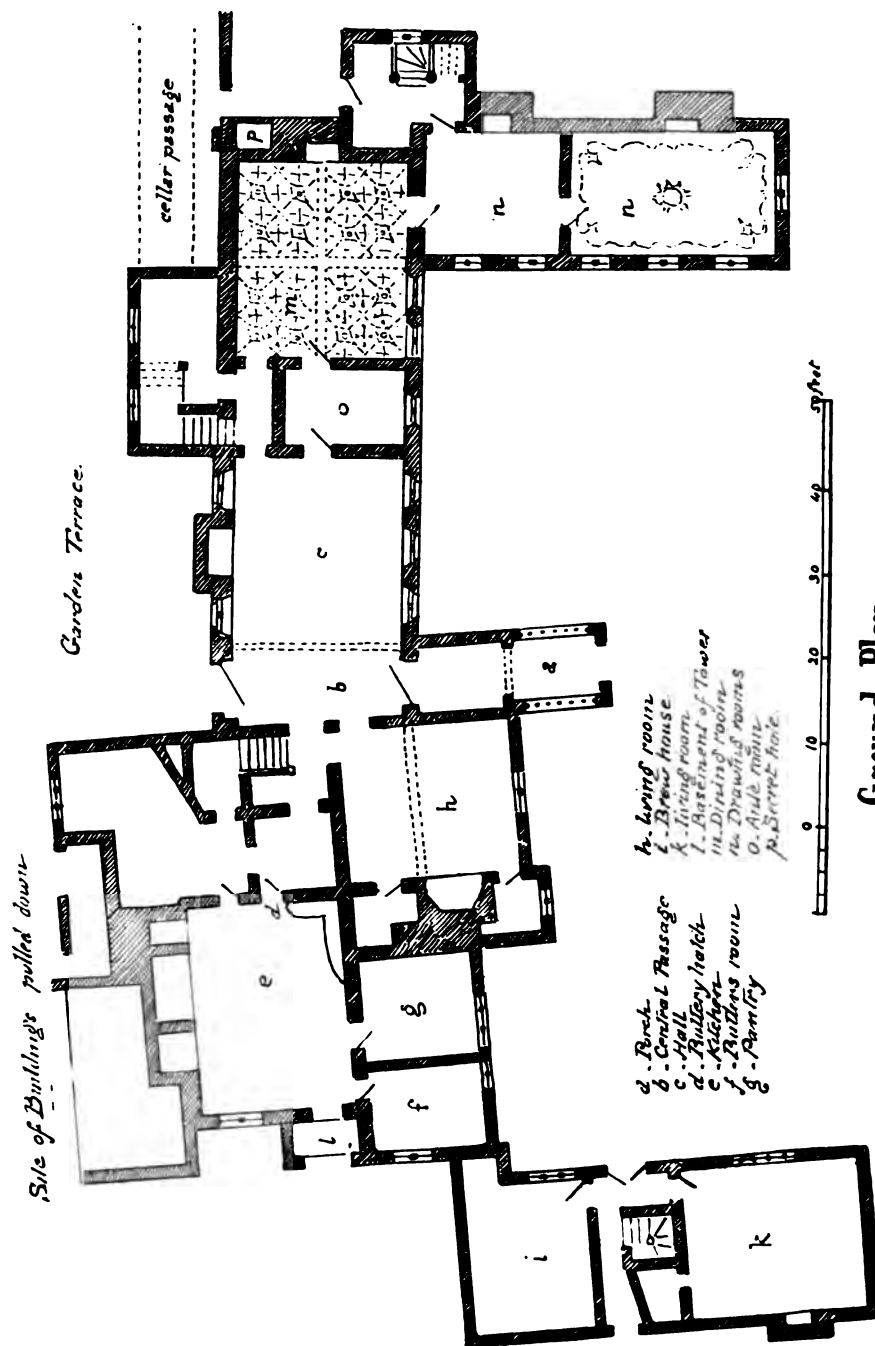 Site of Buildings pulled down
Garden Terrace.
cellar passage
p
m
n
n
o
c
b
a
h
d
e
g
f
l
i
k
a - Porch
b - Central Passage
c - Hall
d - Buttery hatch
e - Kitchen
f - Butlers room
g - Pantry
h - Living room
i - Brew house
k - Living room
l - Basement of Tower
m - Dining room
n - Drawing rooms
o - Aisle room
p - Secret hole.
0 10 20 30 40 50 feet
Ground Plan